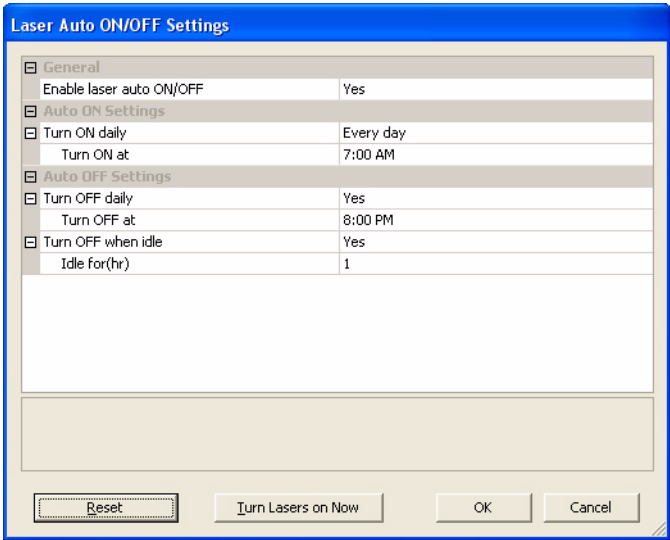 Laser Auto ON/OFF Settings
General
Enable laser auto ON/OFF Yes
Auto ON Settings
Turn ON daily Every day
Turn ON at 7:00 AM
Auto OFF Settings
Turn OFF daily Yes
Turn OFF at 8:00 PM
Turn OFF when idle Yes
Idle for(hr) 1
Reset Turn Lasers on Now OK Cancel